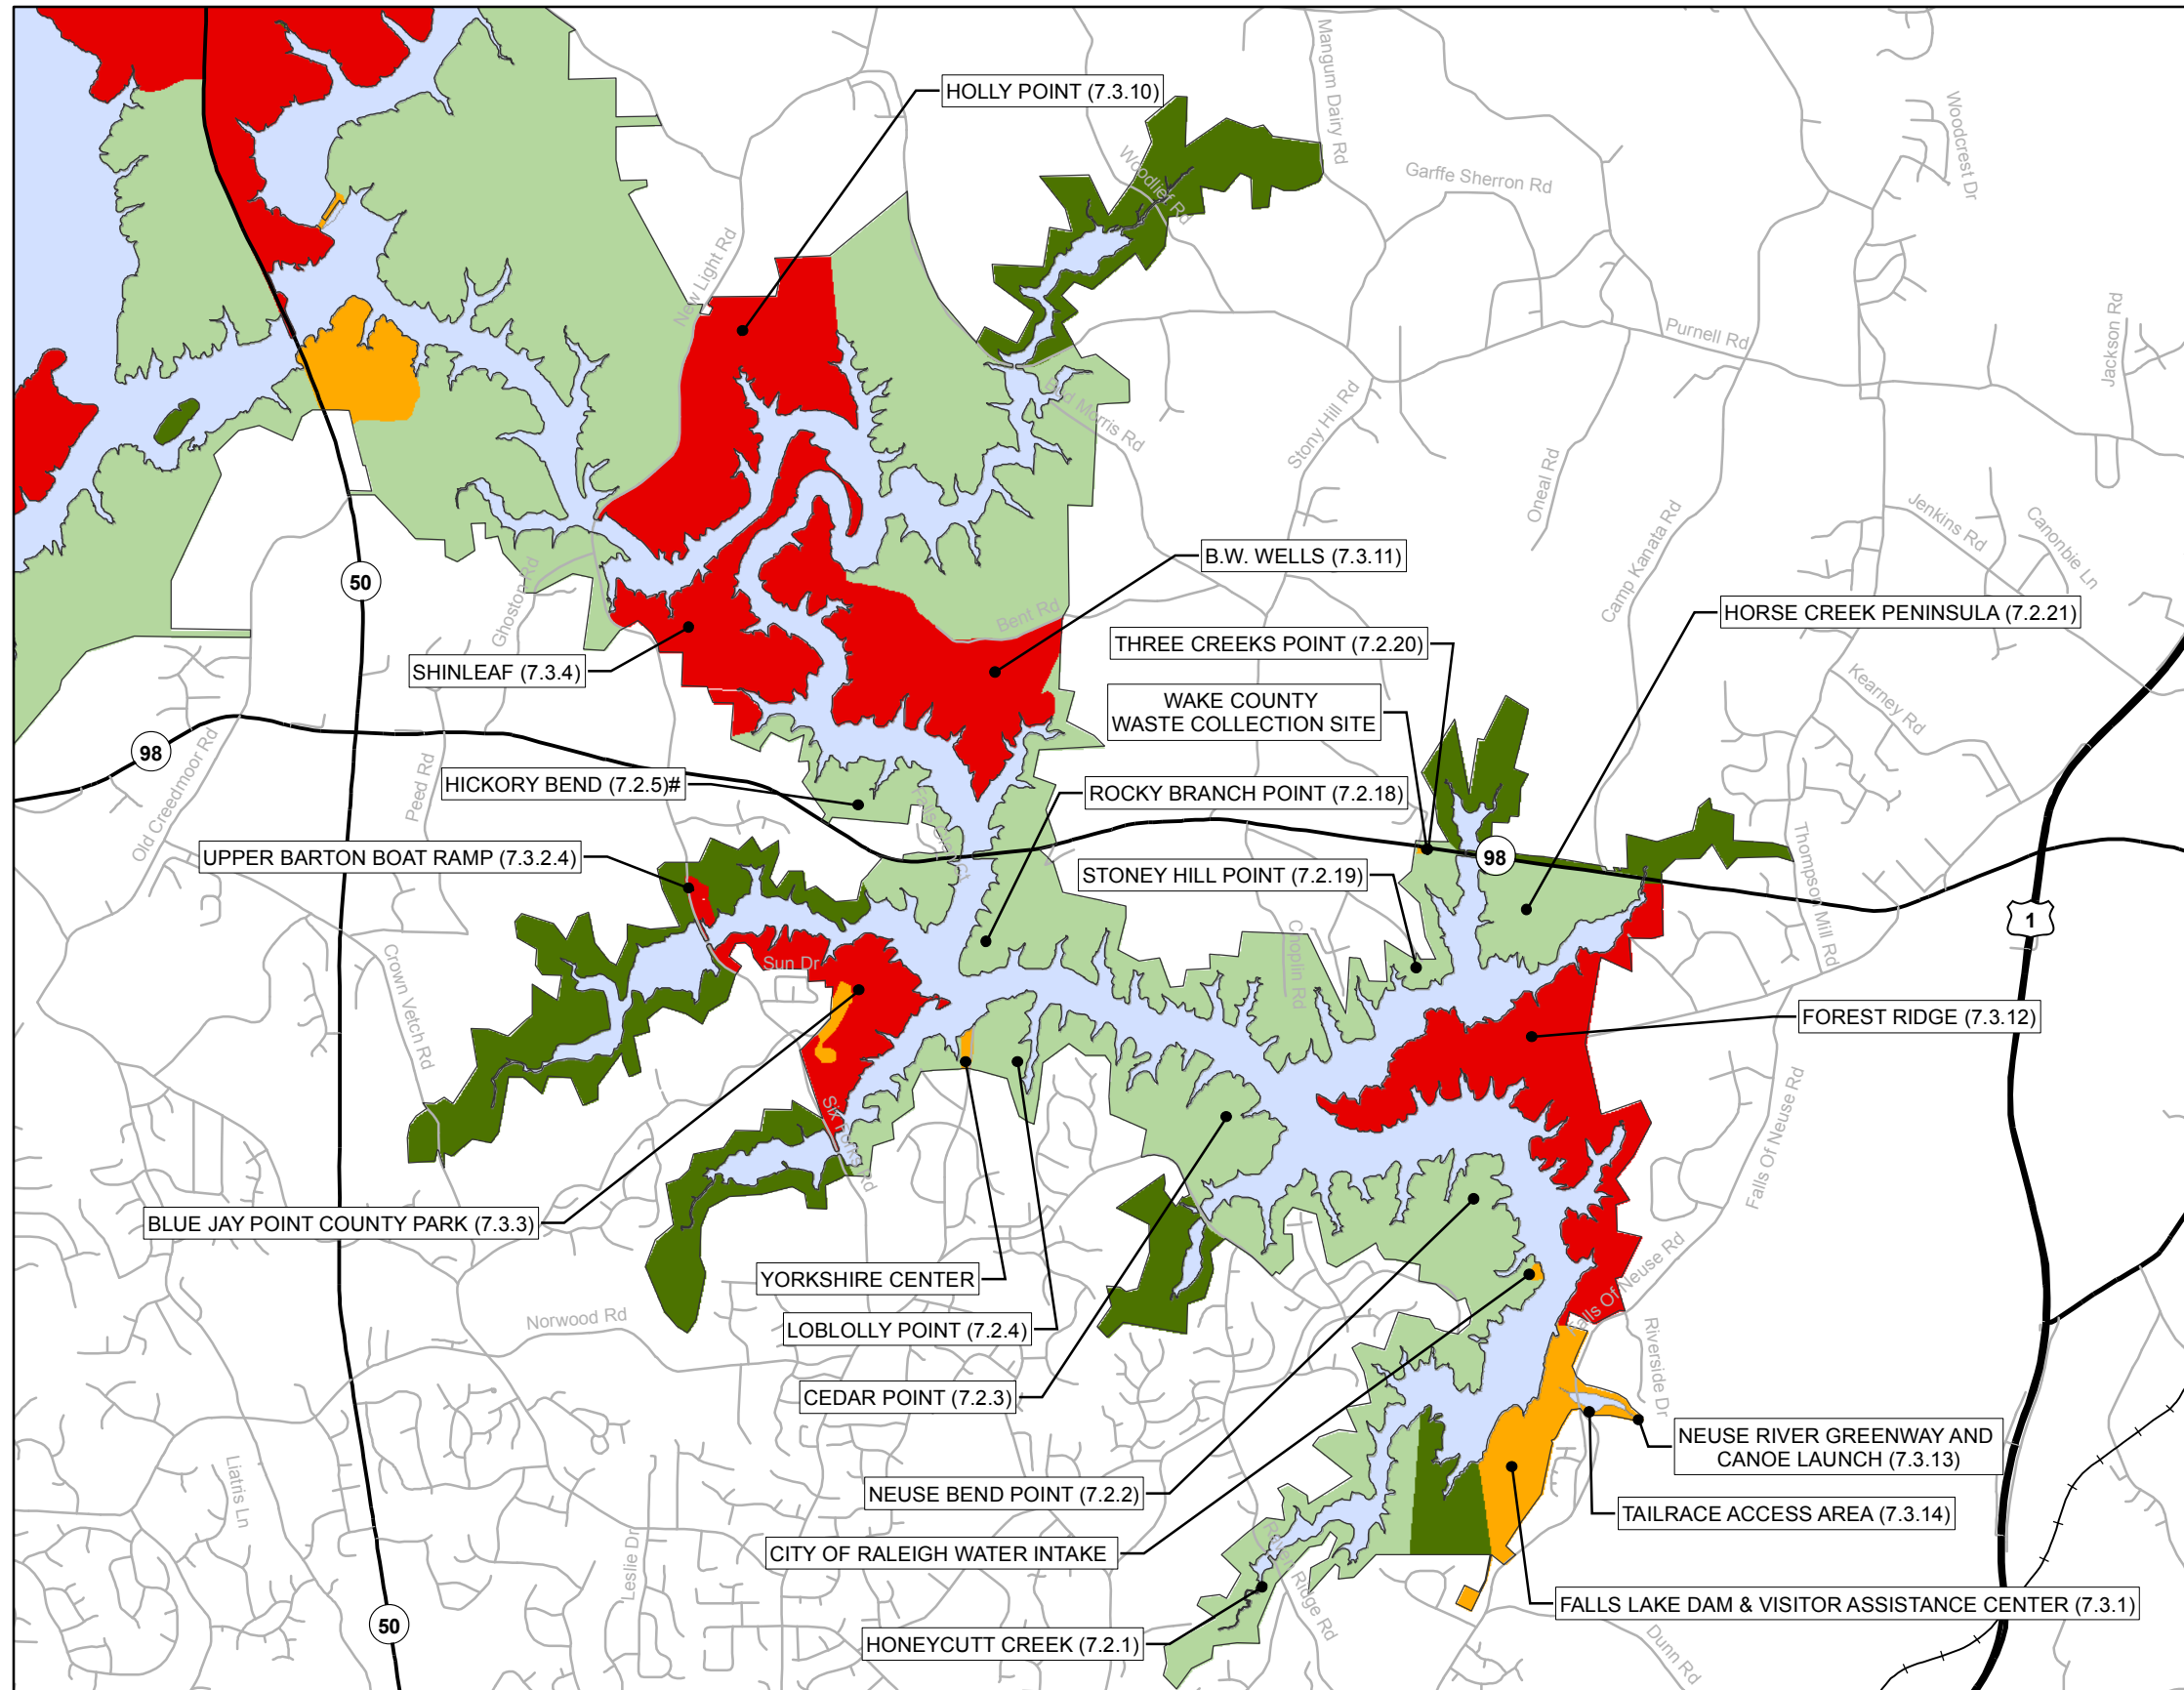 HOLLY POINT (7.3.10)
Mangum Dairy Rd
Woodcrest Dr
Woodlief Rd
Garffe Sherron Rd
New Light Rd
Purnell Rd
Jackson Rd
Bud Morris Rd
Stony Hill Rd
Oneal Rd
Jenkins Rd
Canonbie Ln
Camp Kanata Rd
50
Ghoston Rd
B.W. WELLS (7.3.11)
Bent Rd
HORSE CREEK PENINSULA (7.2.21)
THREE CREEKS POINT (7.2.20)
SHINLEAF (7.3.4)
WAKE COUNTY
WASTE COLLECTION SITE
Kearney Rd
98
Old Creedmoor Rd
Peed Rd
HICKORY BEND (7.2.5)#
ROCKY BRANCH POINT (7.2.18)
UPPER BARTON BOAT RAMP (7.3.2.4)
98
Thompson Mill Rd
STONEY HILL POINT (7.2.19)
1
Crown Vetch Rd
Sun Dr
Choplin Rd
FOREST RIDGE (7.3.12)
Six Forks Rd
Falls Of Neuse Rd
BLUE JAY POINT COUNTY PARK (7.3.3)
YORKSHIRE CENTER
Falls Of Neuse Rd
Norwood Rd
LOBLOLLY POINT (7.2.4)
Riverside Dr
CEDAR POINT (7.2.3)
NEUSE RIVER GREENWAY AND
CANOE LAUNCH (7.3.13)
Liatris Ln
NEUSE BEND POINT (7.2.2)
TAILRACE ACCESS AREA (7.3.14)
Leslie Dr
CITY OF RALEIGH WATER INTAKE
Ridge Rd
FALLS LAKE DAM & VISITOR ASSISTANCE CENTER (7.3.1)
50
HONEYCUTT CREEK (7.2.1)
Dunn Rd